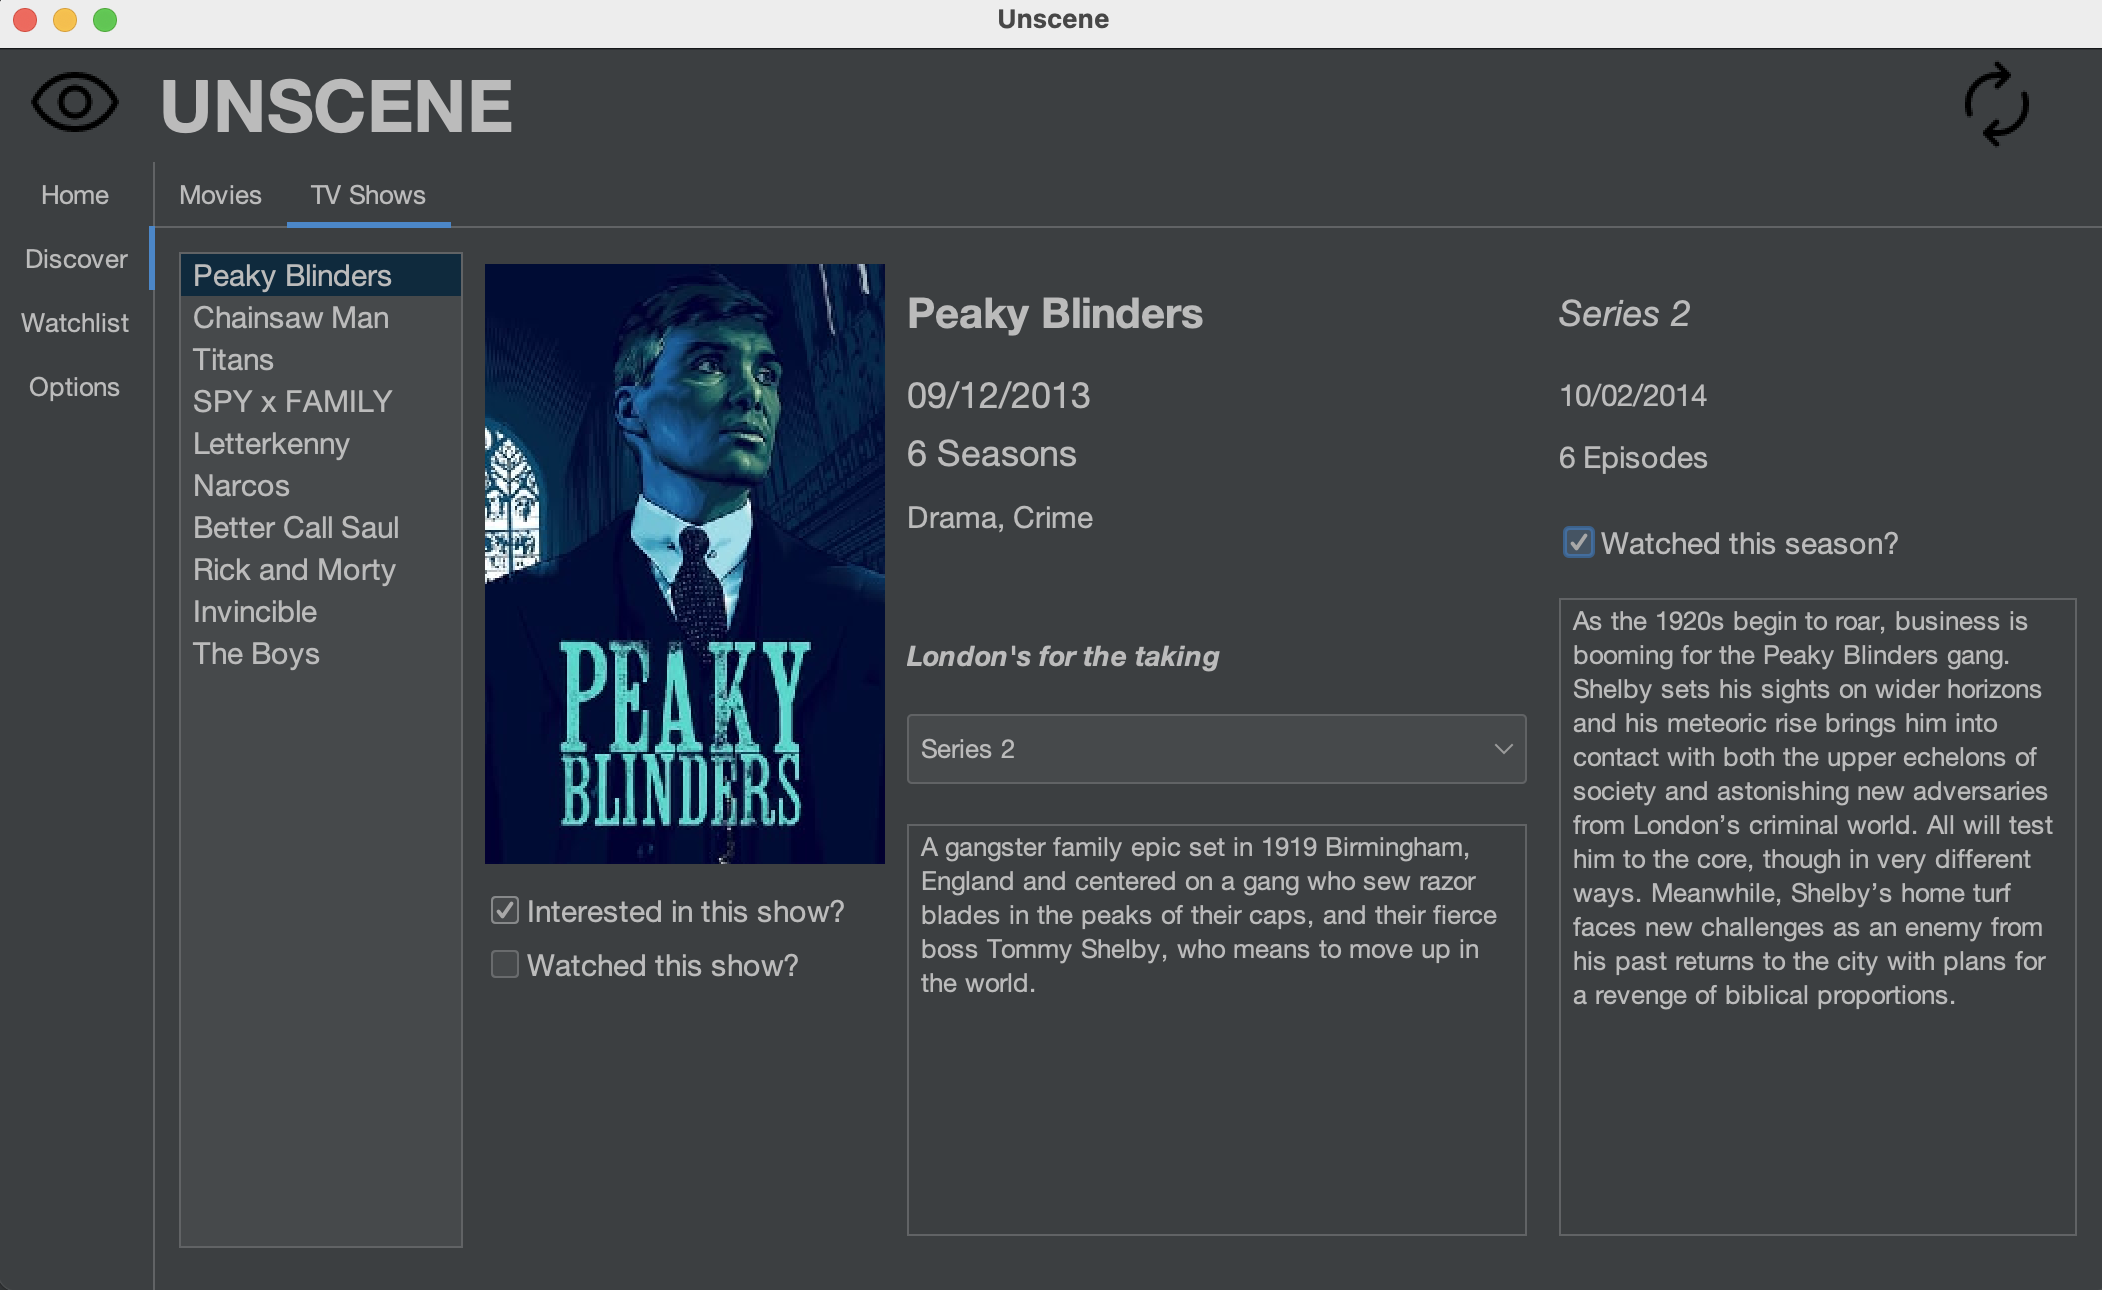 Unscene
UNSCENE
Home
Discover
Watchlist
Options
Movies
TV Shows
Peaky Blinders
Chainsaw Man
Titans
SPY x FAMILY
Letterkenny
Narcos
Better Call Saul
Rick and Morty
Invincible
The Boys
PEAKY
BLINDERS
Interested in this show?
Watched this show?
Peaky Blinders
09/12/2013
6 Seasons
Drama, Crime
London's for the taking
Series 2
A gangster family epic set in 1919 Birmingham,
England and centered on a gang who sew razor
blades in the peaks of their caps, and their fierce
boss Tommy Shelby, who means to move up in
the world.
Series 2
10/02/2014
6 Episodes
Watched this season?
As the 1920s begin to roar, business is
booming for the Peaky Blinders gang.
Shelby sets his sights on wider horizons
and his meteoric rise brings him into
contact with both the upper echelons of
society and astonishing new adversaries
from London’s criminal world. All will test
him to the core, though in very different
ways. Meanwhile, Shelby’s home turf
faces new challenges as an enemy from
his past returns to the city with plans for
a revenge of biblical proportions.